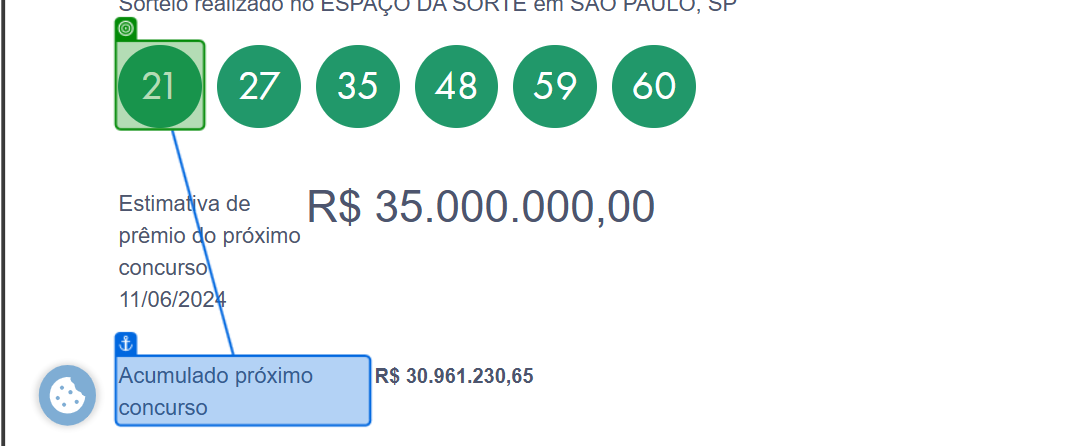 Sorteio realizado no ESPAÇO DA SORTE em SÃO PAULO, SP
21 27 35 48 59 60
Estimativa de R$ 35.000.000,00
prêmio do próximo
concurso
11/06/2024
Acumulado próximo R$ 30.961.230,65
concurso